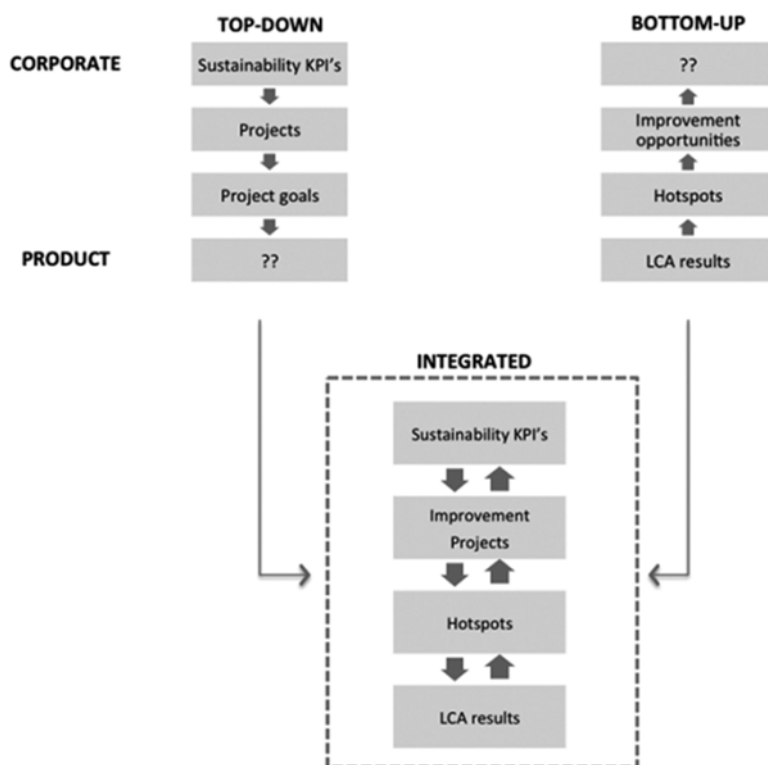 TOP-DOWN
BOTTOM-UP
CORPORATE
Sustainability KPI's
??
Projects
Improvement
opportunities
Project goals
Hotspots
PRODUCT
??
LCA results
INTEGRATED
Sustainability KPI's
Improvement
Projects
Hotspots
LCA results